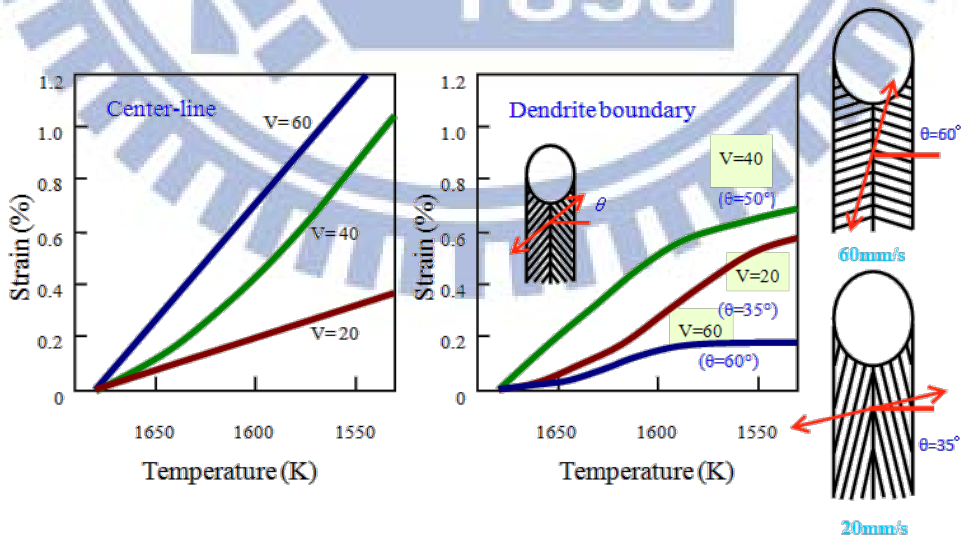 1896
1.2
1.0
0.8
0.6
0.4
0.2
0
Strain (%)
Center-line
V=60
V=40
V=20
1650
1600
1550
Temperature (K)
1.2
1.0
0.8
0.6
0.4
0.2
0
Strain (%)
Dendrite boundary
θ
V=40
(θ=50°)
V=20
(θ=35°)
V=60
(θ=60°)
1650
1600
1550
Temperature (K)
θ=60°
60mm/s
θ=35°
20mm/s